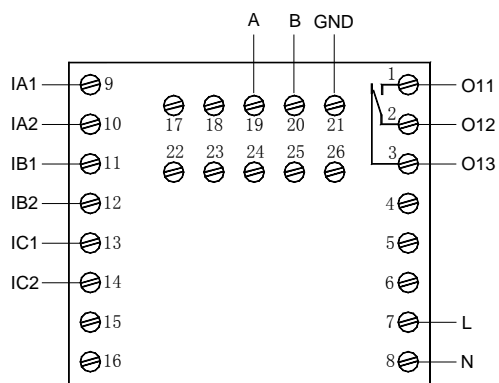 A B GND
IA1 9 1 O11
17 18 19 20 21
IA2 10 2 O12
22 23 24 25 26
IB1 11 3 O13
IB2 12 4
IC1 13 5
IC2 14 6
15 7 L
16 8 N